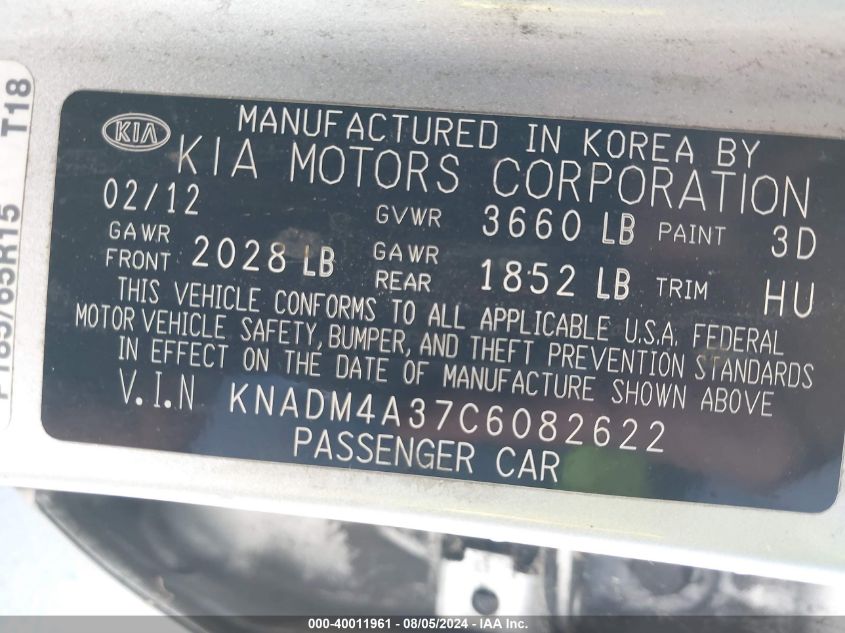 T18
P185/65R15
KIA
MANUFACTURED IN KOREA BY
KIA MOTORS CORPORATION
02/12 GVWR 3660 LB PAINT 3D
GAWR FRONT 2028 LB GAWR REAR 1852 LB TRIM HU
THIS VEHICLE CONFORMS TO ALL APPLICABLE U.S.A. FEDERAL
MOTOR VEHICLE SAFETY, BUMPER, AND THEFT PREVENTION STANDARDS
IN EFFECT ON THE DATE OF MANUFACTURE SHOWN ABOVE
V.I.N KNADM4A37C6082622
PASSENGER CAR
000-40011961 - 08/05/2024 - IAA Inc.